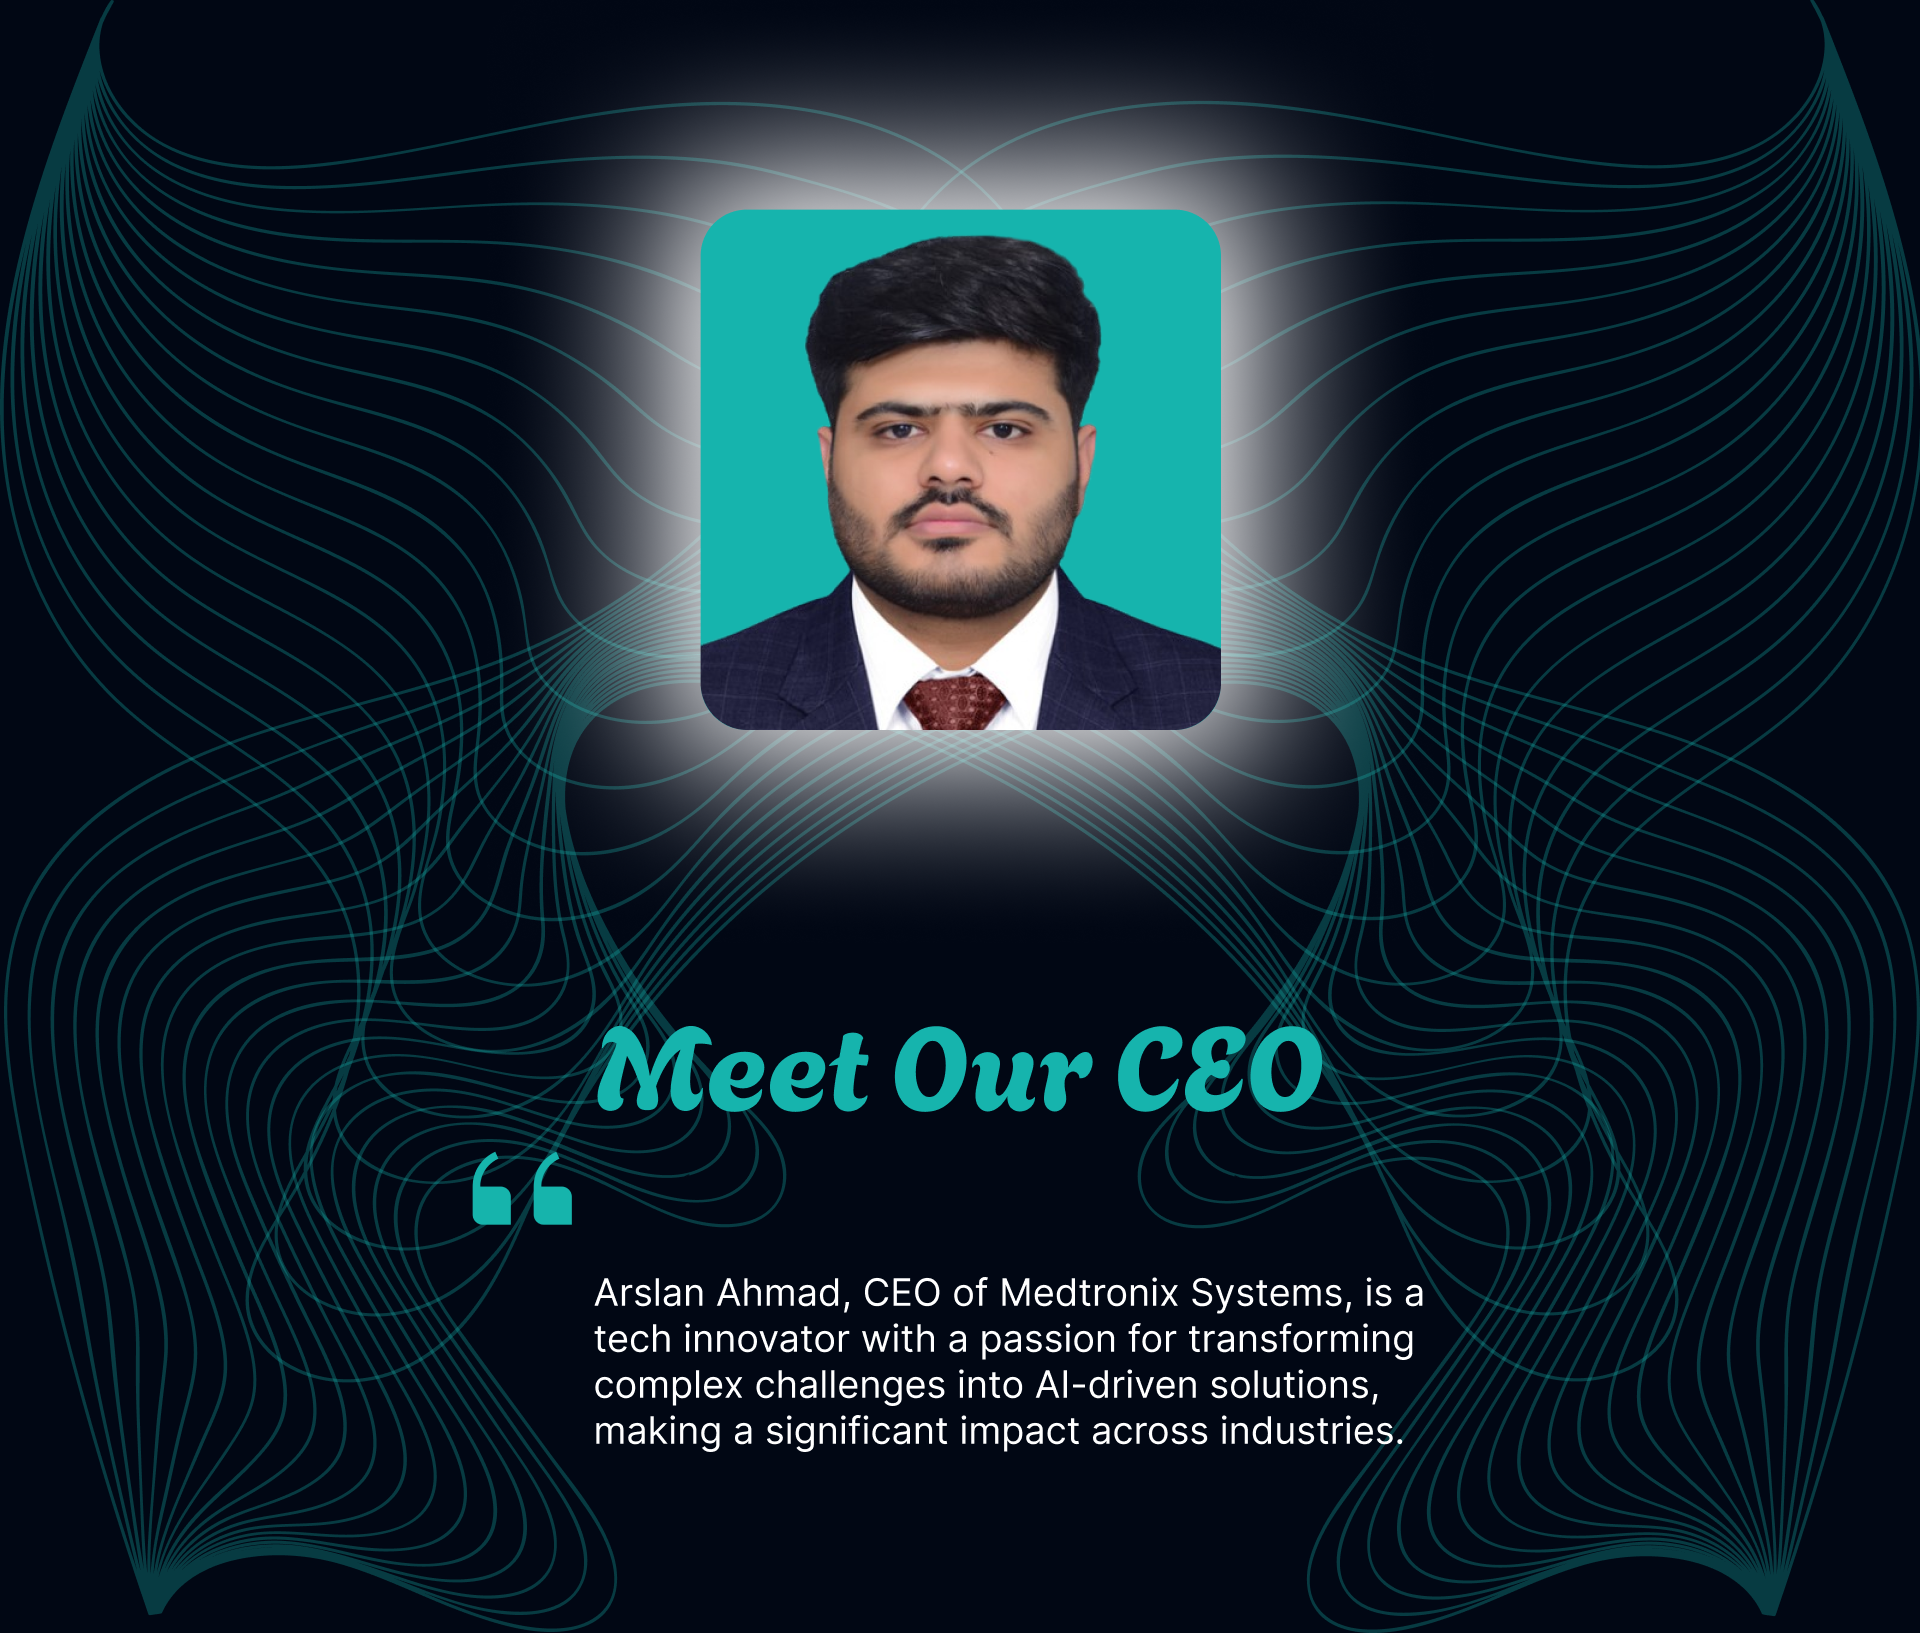 Meet Our CEO
“
Arslan Ahmad, CEO of Medtronix Systems, is a
tech innovator with a passion for transforming
complex challenges into AI-driven solutions,
making a significant impact across industries.